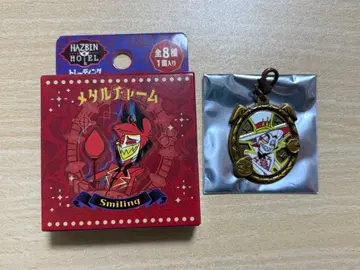 HAZBIN
HOTEL
トレーディング
全8種
1個入り
メタルチャーム
Smiling